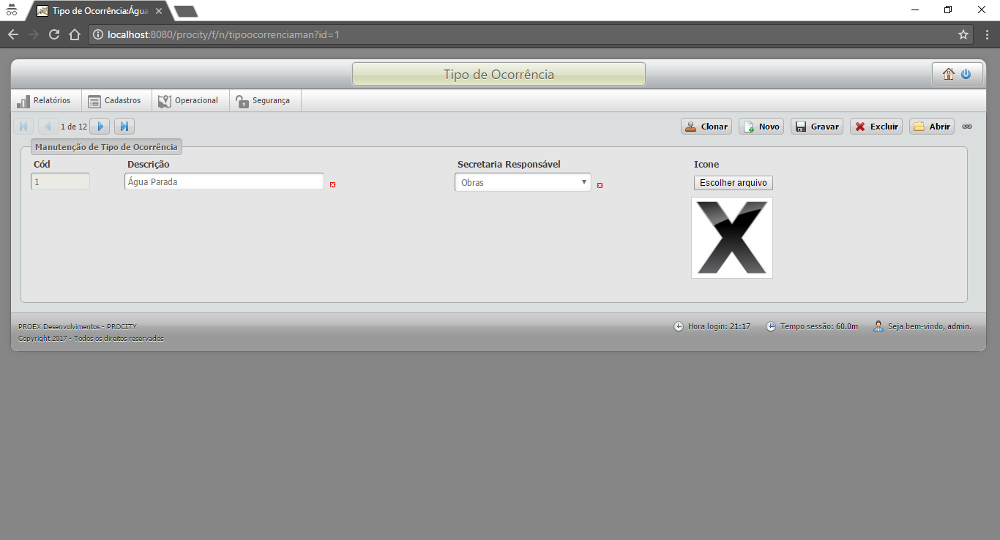 Tipo de Ocorrência:Água
localhost:8080/procity/f/n/tipoocorrenciaman?id=1
Tipo de Ocorrência
Relatórios Cadastros Operacional Segurança
1 de 12 Clonar Novo Gravar Excluir Abrir
Manutenção de Tipo de Ocorrência
Cód Descrição Secretaria Responsável Icone
1 Água Parada Obras Escolher arquivo
X
PROEX Desenvolvimentos - PROCITY Hora login: 21:17 Tempo sessão: 60.0m Seja bem-vindo, admin.
Copyright 2017 - Todos os direitos reservados